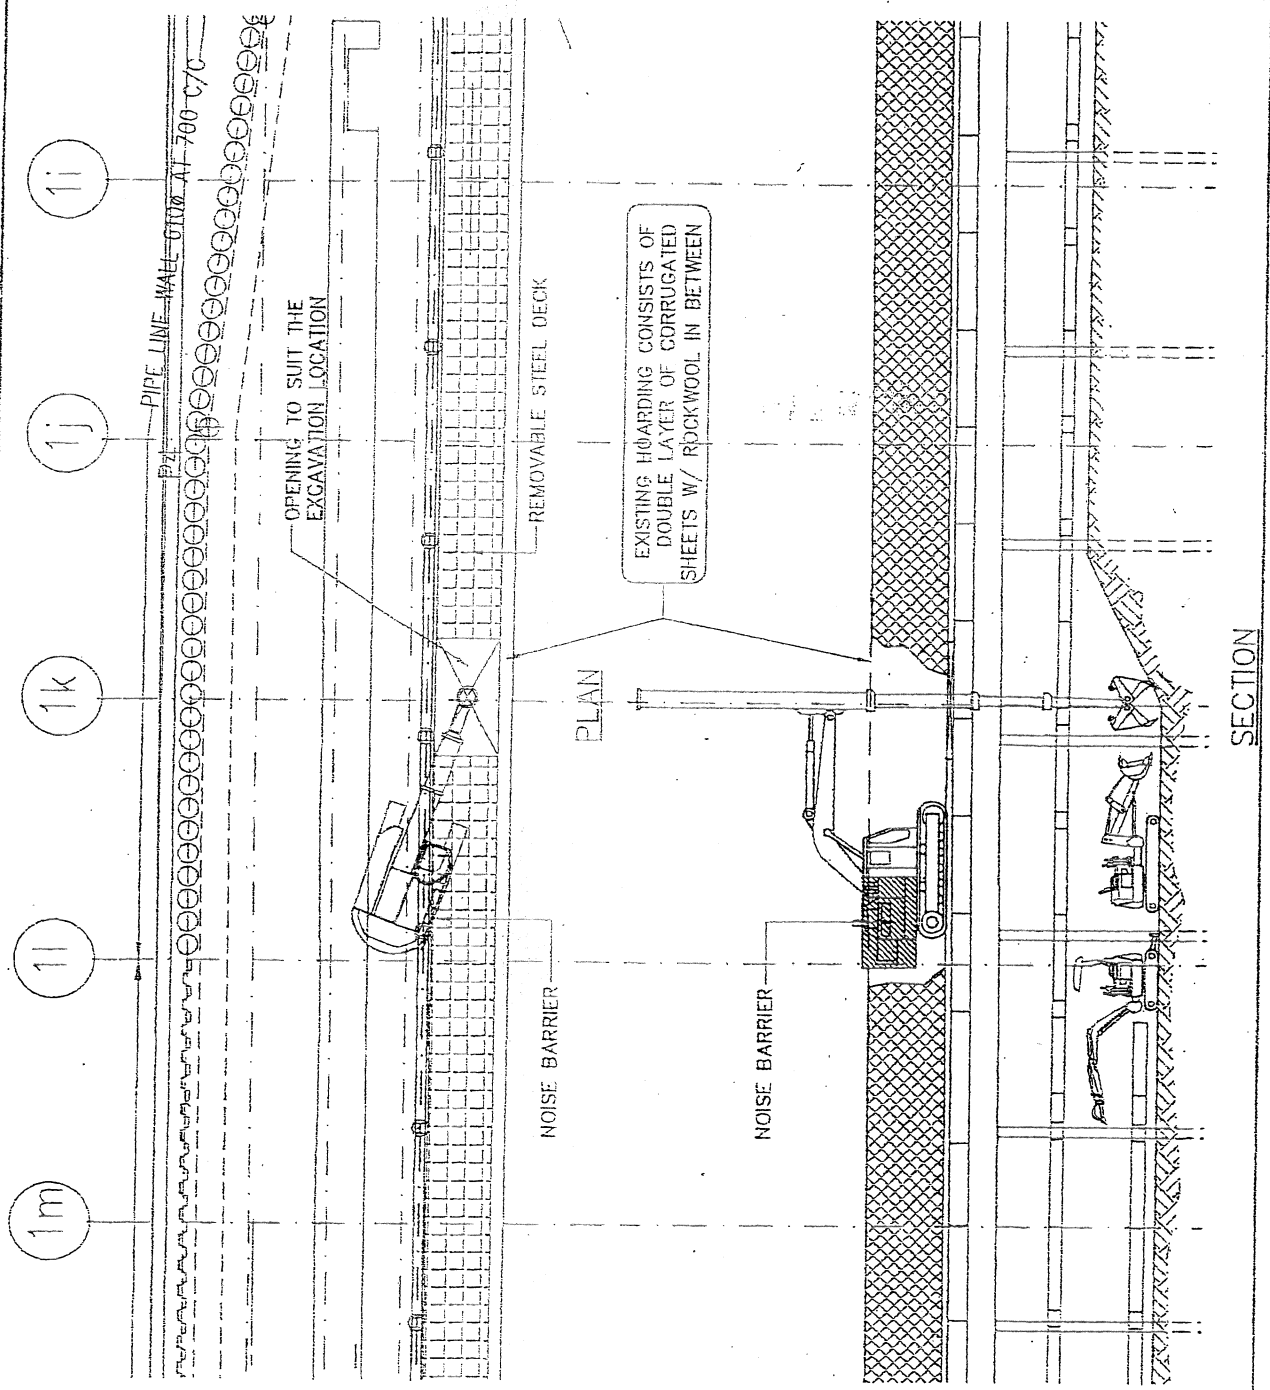 1m
1l
1k
1j
1i
PIPE LINE WALL 610Ø AT 700 C/C
OPENING TO SUIT THE
EXCAVATION LOCATION
REMOVABLE STEEL DECK
NOISE BARRIER
PLAN
EXISTING HOARDING CONSISTS OF
DOUBLE LAYER OF CORRUGATED
SHEETS W/ ROCKWOOL IN BETWEEN
NOISE BARRIER
SECTION